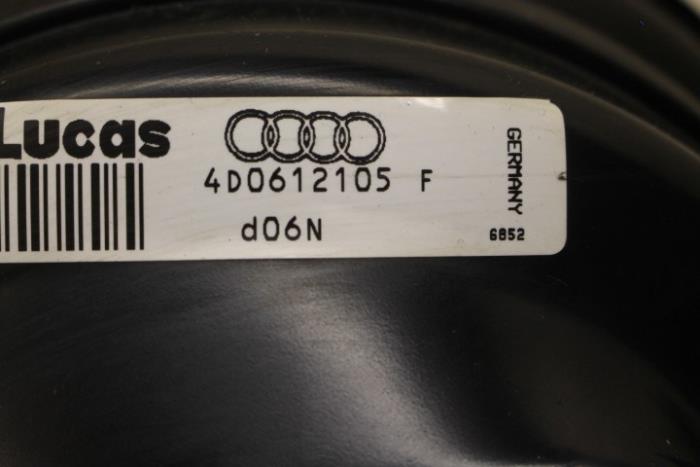 Lucas
4D0612105 F
d06N
GERMANY
6852